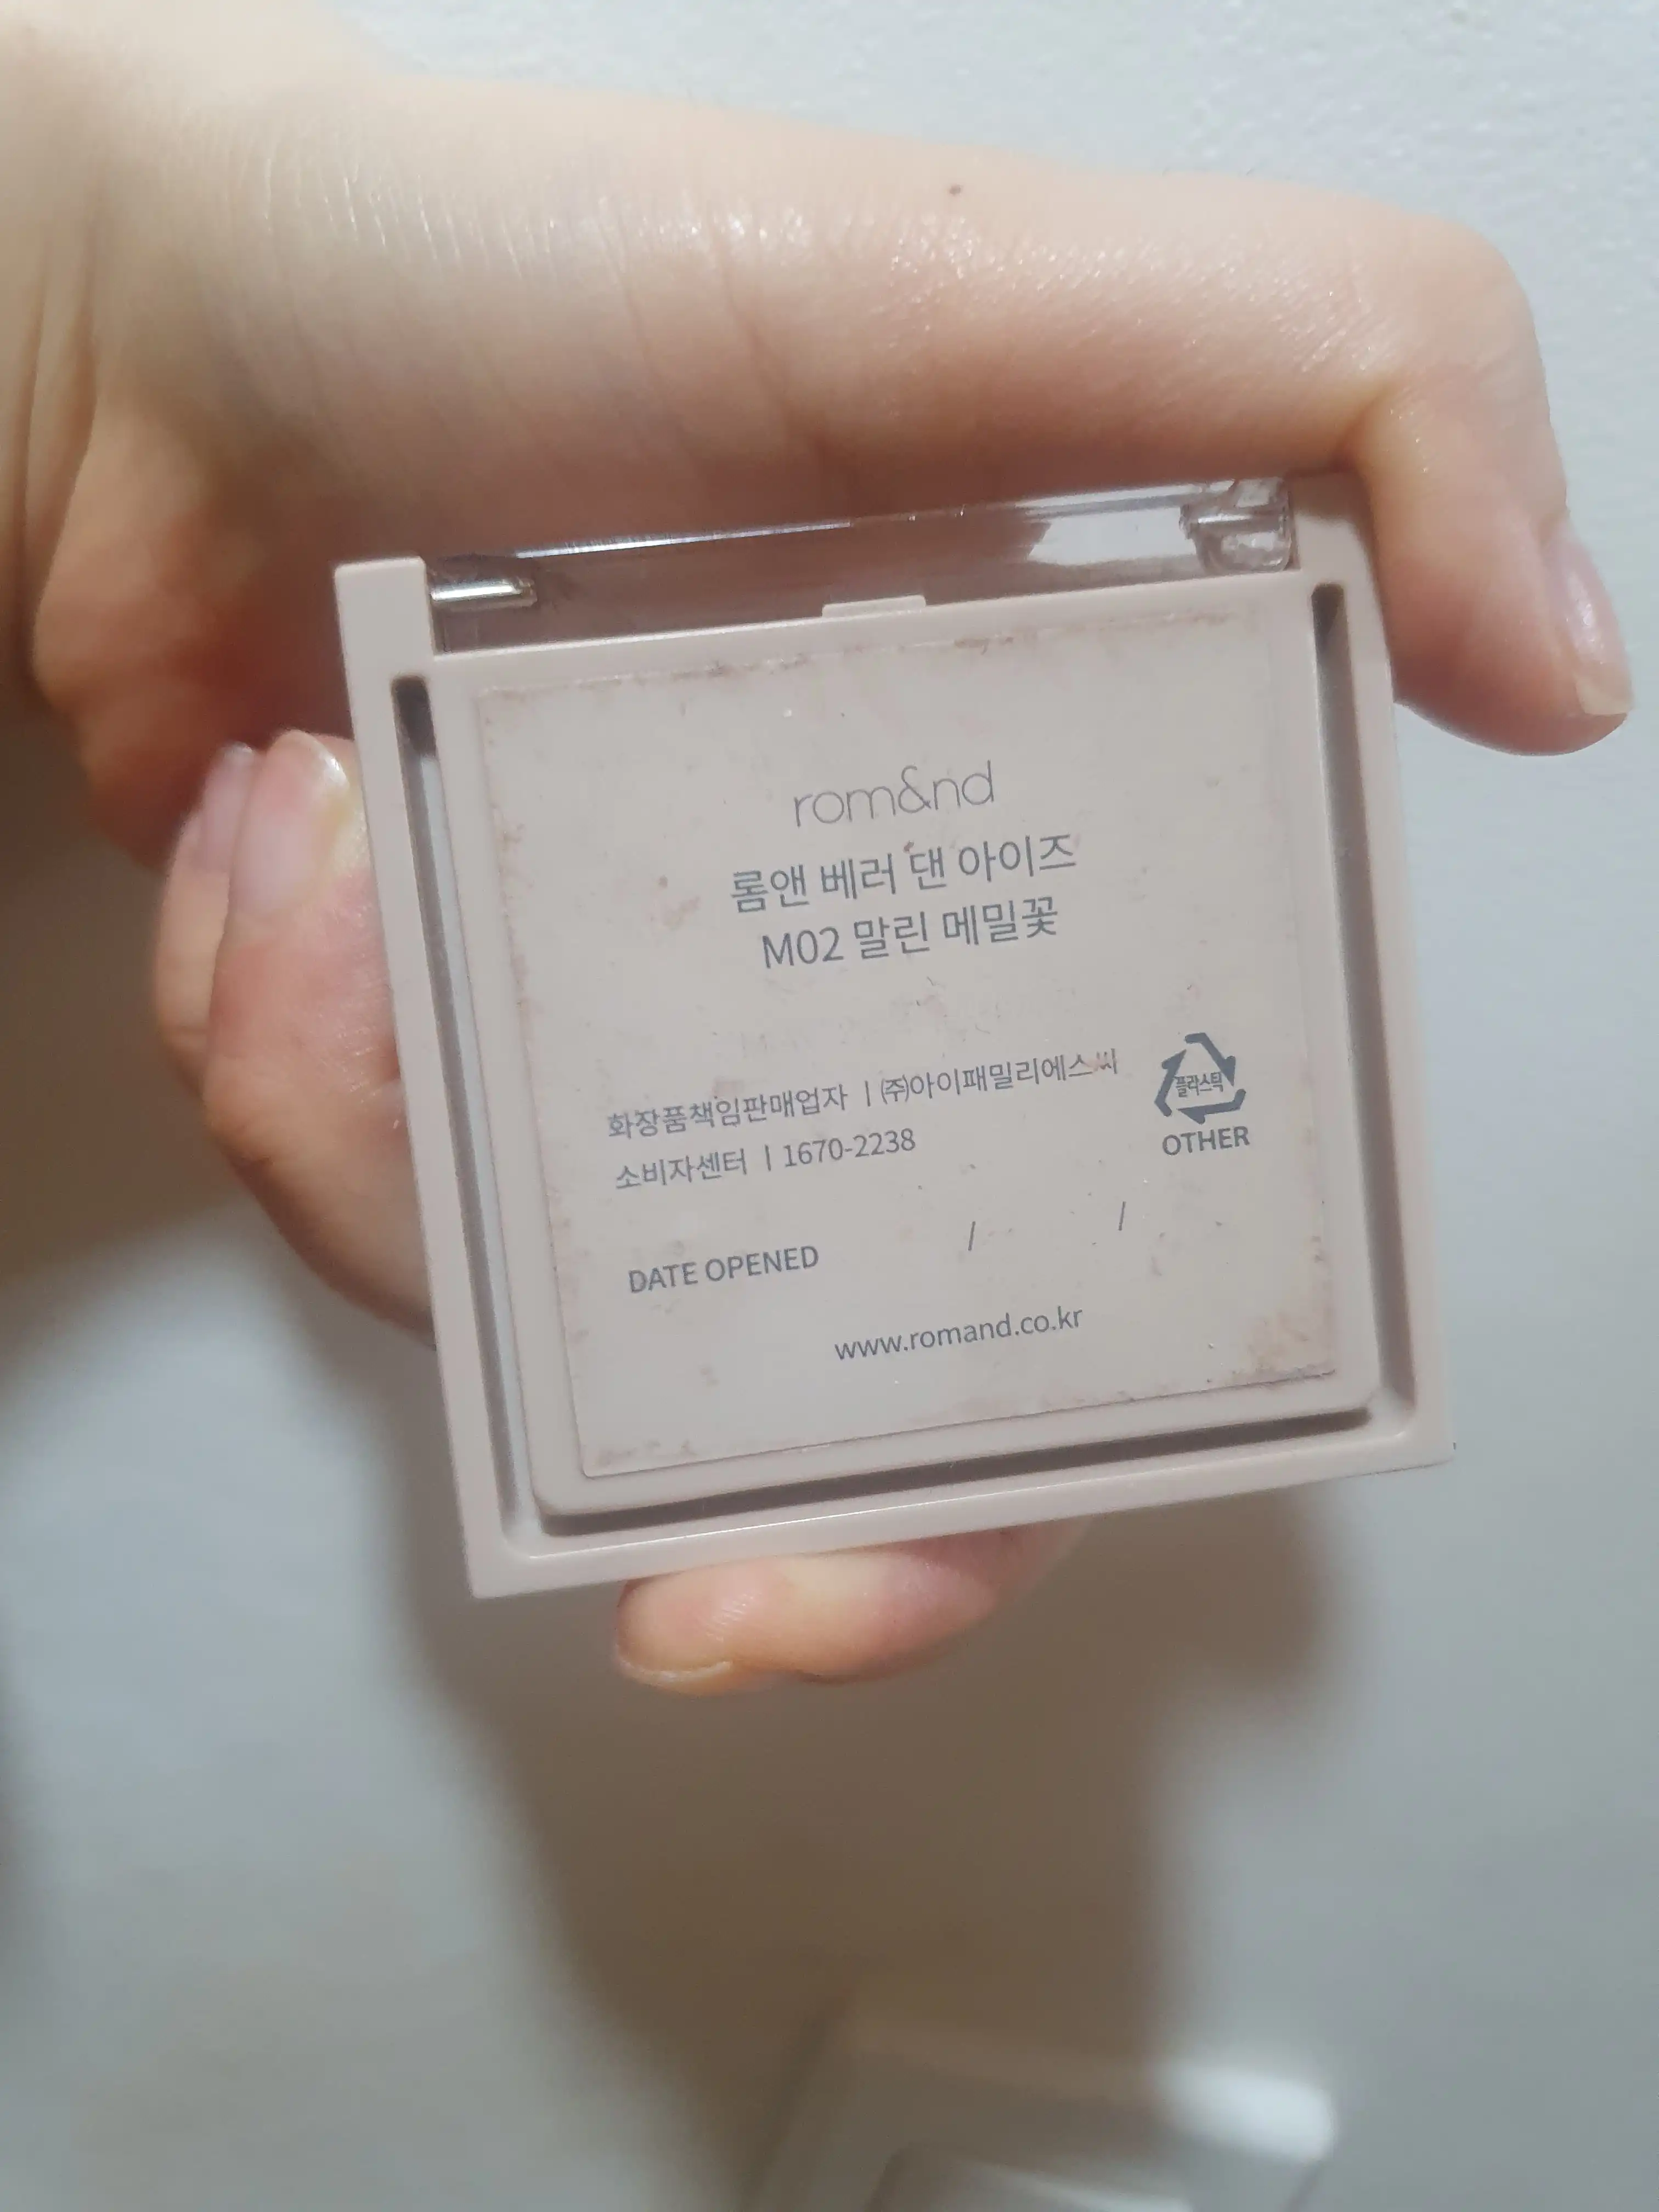 rom&nd
롬앤 베러 댄 아이즈
M02 말린 메밀꽃
화장품책임판매업자 | ㈜아이패밀리에스씨
소비자센터 | 1670-2238
플라스틱
OTHER
DATE OPENED / /
www.romand.co.kr